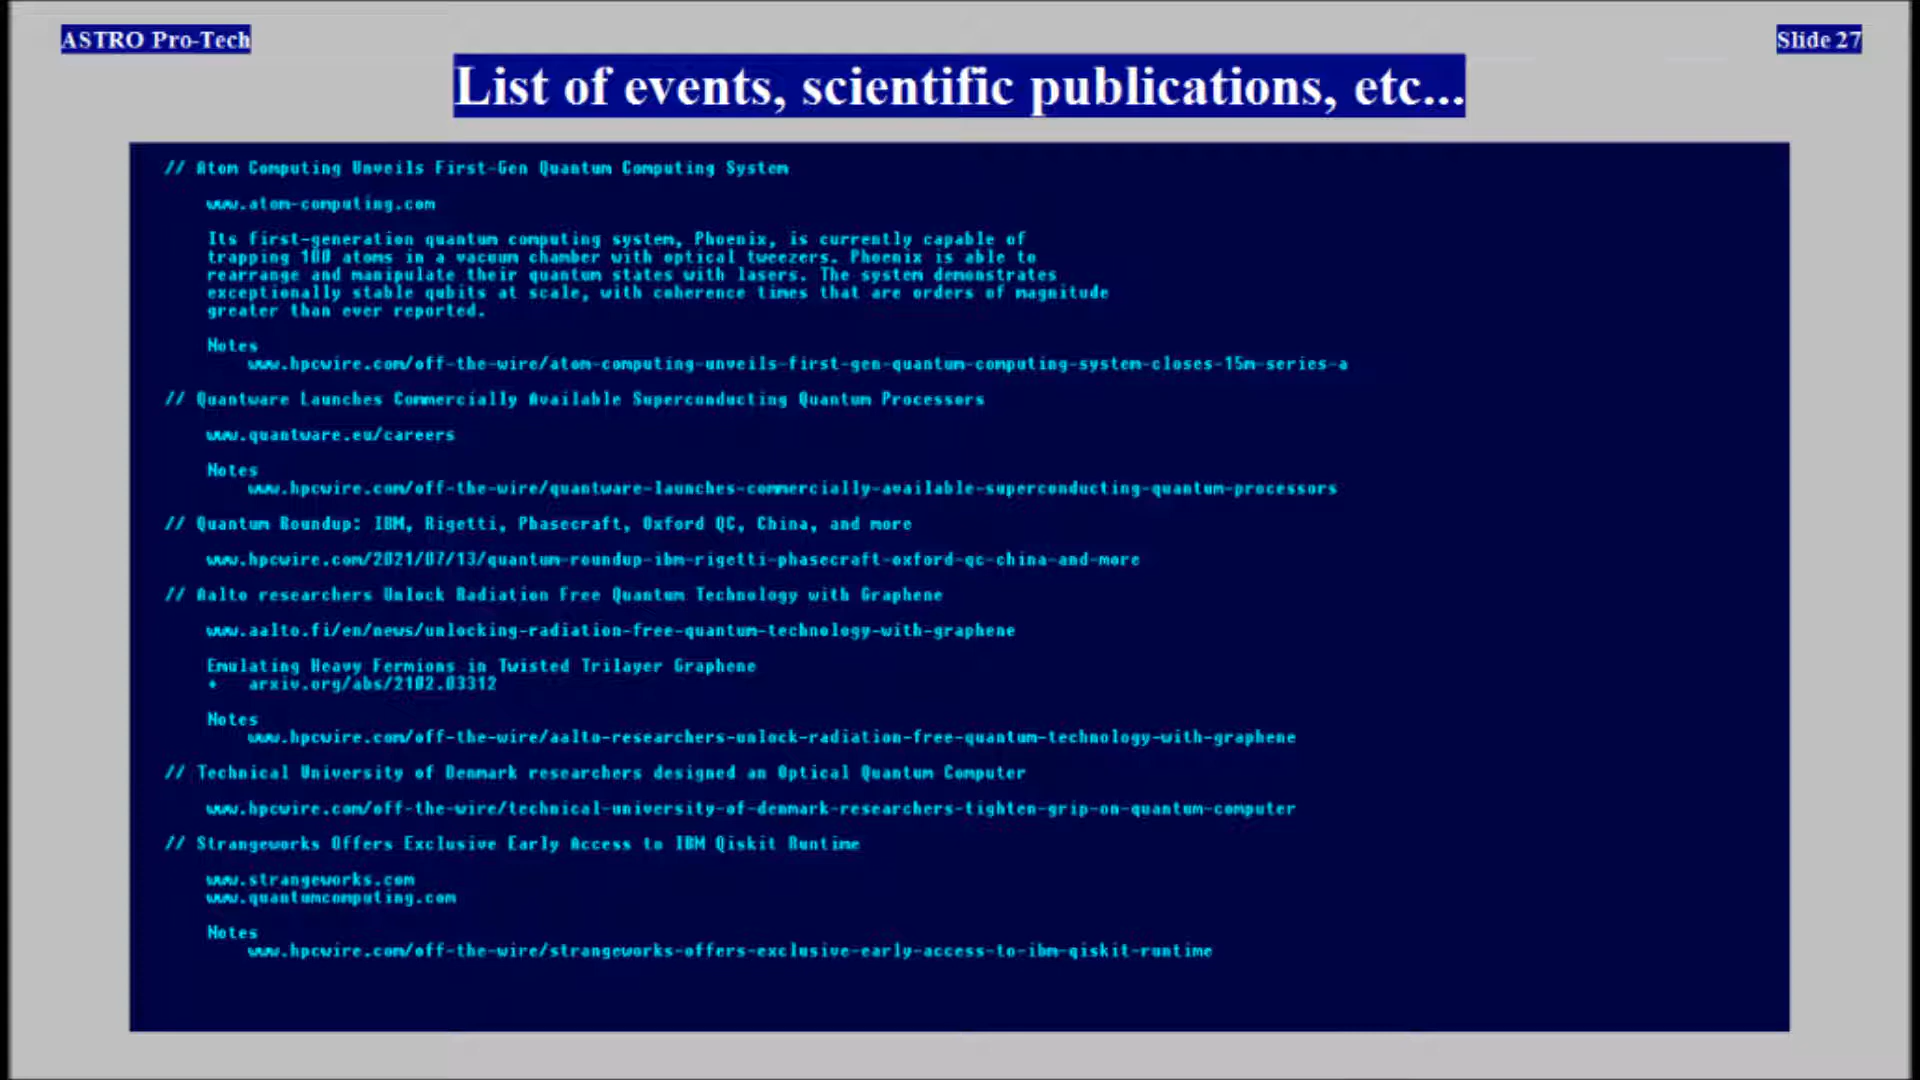 ASTRO Pro-Tech
Slide 27
List of events, scientific publications, etc...
// Atom Computing Unveils First-Gen Quantum Computing System
www.atom-computing.com
Its first-generation quantum computing system, Phoenix, is currently capable of
trapping 100 atoms in a vacuum chamber with optical tweezers. Phoenix is able to
rearrange and manipulate their quantum states with lasers. The system demonstrates
exceptionally stable qubits at scale, with coherence times that are orders of magnitude
greater than ever reported.
Notes
www.hpcwire.com/off-the-wire/atom-computing-unveils-first-gen-quantum-computing-system-closes-15m-series-a
// Quantware Launches Commercially Available Superconducting Quantum Processors
www.quantware.eu/careers
Notes
www.hpcwire.com/off-the-wire/quantware-launches-commercially-available-superconducting-quantum-processors
// Quantum Roundup: IBM, Rigetti, Phasecraft, Oxford QC, China, and more
www.hpcwire.com/2021/07/13/quantum-roundup-ibm-rigetti-phasecraft-oxford-qc-china-and-more
// Aalto researchers Unlock Radiation Free Quantum Technology with Graphene
www.aalto.fi/en/news/unlocking-radiation-free-quantum-technology-with-graphene
Emulating Heavy Fermions in Twisted Trilayer Graphene
• arxiv.org/abs/2102.03312
Notes
www.hpcwire.com/off-the-wire/aalto-researchers-unlock-radiation-free-quantum-technology-with-graphene
// Technical University of Denmark researchers designed an Optical Quantum Computer
www.hpcwire.com/off-the-wire/technical-university-of-denmark-researchers-tighten-grip-on-quantum-computer
// Strangeworks Offers Exclusive Early Access to IBM Qiskit Runtime
www.strangeworks.com
www.quantumcomputing.com
Notes
www.hpcwire.com/off-the-wire/strangeworks-offers-exclusive-early-access-to-ibm-qiskit-runtime